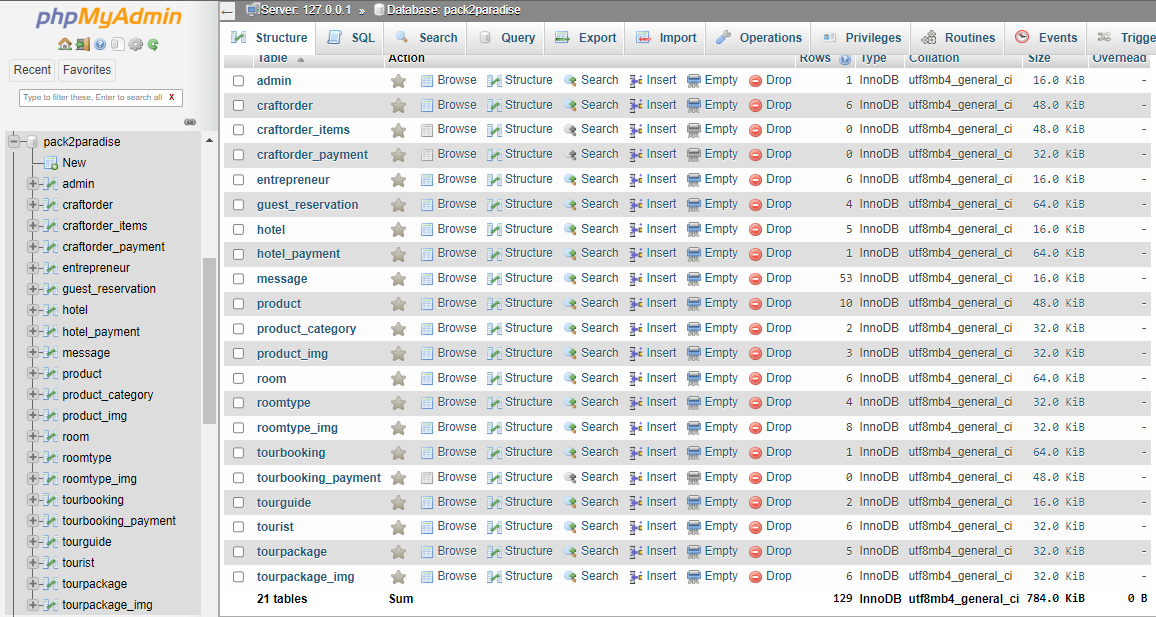 phpMyAdmin
Recent Favorites
Type to filter these, Enter to search all X
pack2paradise
New
admin
craftorder
craftorder_items
craftorder_payment
entrepreneur
guest_reservation
hotel
hotel_payment
message
product
product_category
product_img
room
roomtype
roomtype_img
tourbooking
tourbooking_payment
tourguide
tourist
tourpackage
tourpackage_img
Server: 127.0.0.1 » Database: pack2paradise
Structure SQL Search Query Export Import Operations Privileges Routines Events Trigge
Table Action Rows Type Collation Size Overhead
admin Browse Structure Search Insert Empty Drop 1 InnoDB utf8mb4_general_ci 16.0 KiB -
craftorder Browse Structure Search Insert Empty Drop 6 InnoDB utf8mb4_general_ci 48.0 KiB -
craftorder_items Browse Structure Search Insert Empty Drop 0 InnoDB utf8mb4_general_ci 48.0 KiB -
craftorder_payment Browse Structure Search Insert Empty Drop 0 InnoDB utf8mb4_general_ci 32.0 KiB -
entrepreneur Browse Structure Search Insert Empty Drop 6 InnoDB utf8mb4_general_ci 16.0 KiB -
guest_reservation Browse Structure Search Insert Empty Drop 4 InnoDB utf8mb4_general_ci 64.0 KiB -
hotel Browse Structure Search Insert Empty Drop 5 InnoDB utf8mb4_general_ci 16.0 KiB -
hotel_payment Browse Structure Search Insert Empty Drop 1 InnoDB utf8mb4_general_ci 64.0 KiB -
message Browse Structure Search Insert Empty Drop 53 InnoDB utf8mb4_general_ci 16.0 KiB -
product Browse Structure Search Insert Empty Drop 10 InnoDB utf8mb4_general_ci 48.0 KiB -
product_category Browse Structure Search Insert Empty Drop 2 InnoDB utf8mb4_general_ci 32.0 KiB -
product_img Browse Structure Search Insert Empty Drop 3 InnoDB utf8mb4_general_ci 32.0 KiB -
room Browse Structure Search Insert Empty Drop 6 InnoDB utf8mb4_general_ci 64.0 KiB -
roomtype Browse Structure Search Insert Empty Drop 4 InnoDB utf8mb4_general_ci 32.0 KiB -
roomtype_img Browse Structure Search Insert Empty Drop 8 InnoDB utf8mb4_general_ci 32.0 KiB -
tourbooking Browse Structure Search Insert Empty Drop 1 InnoDB utf8mb4_general_ci 64.0 KiB -
tourbooking_payment Browse Structure Search Insert Empty Drop 0 InnoDB utf8mb4_general_ci 48.0 KiB -
tourguide Browse Structure Search Insert Empty Drop 2 InnoDB utf8mb4_general_ci 16.0 KiB -
tourist Browse Structure Search Insert Empty Drop 6 InnoDB utf8mb4_general_ci 32.0 KiB -
tourpackage Browse Structure Search Insert Empty Drop 5 InnoDB utf8mb4_general_ci 32.0 KiB -
tourpackage_img Browse Structure Search Insert Empty Drop 6 InnoDB utf8mb4_general_ci 32.0 KiB -
21 tables Sum 129 InnoDB utf8mb4_general_ci 784.0 KiB 0 B